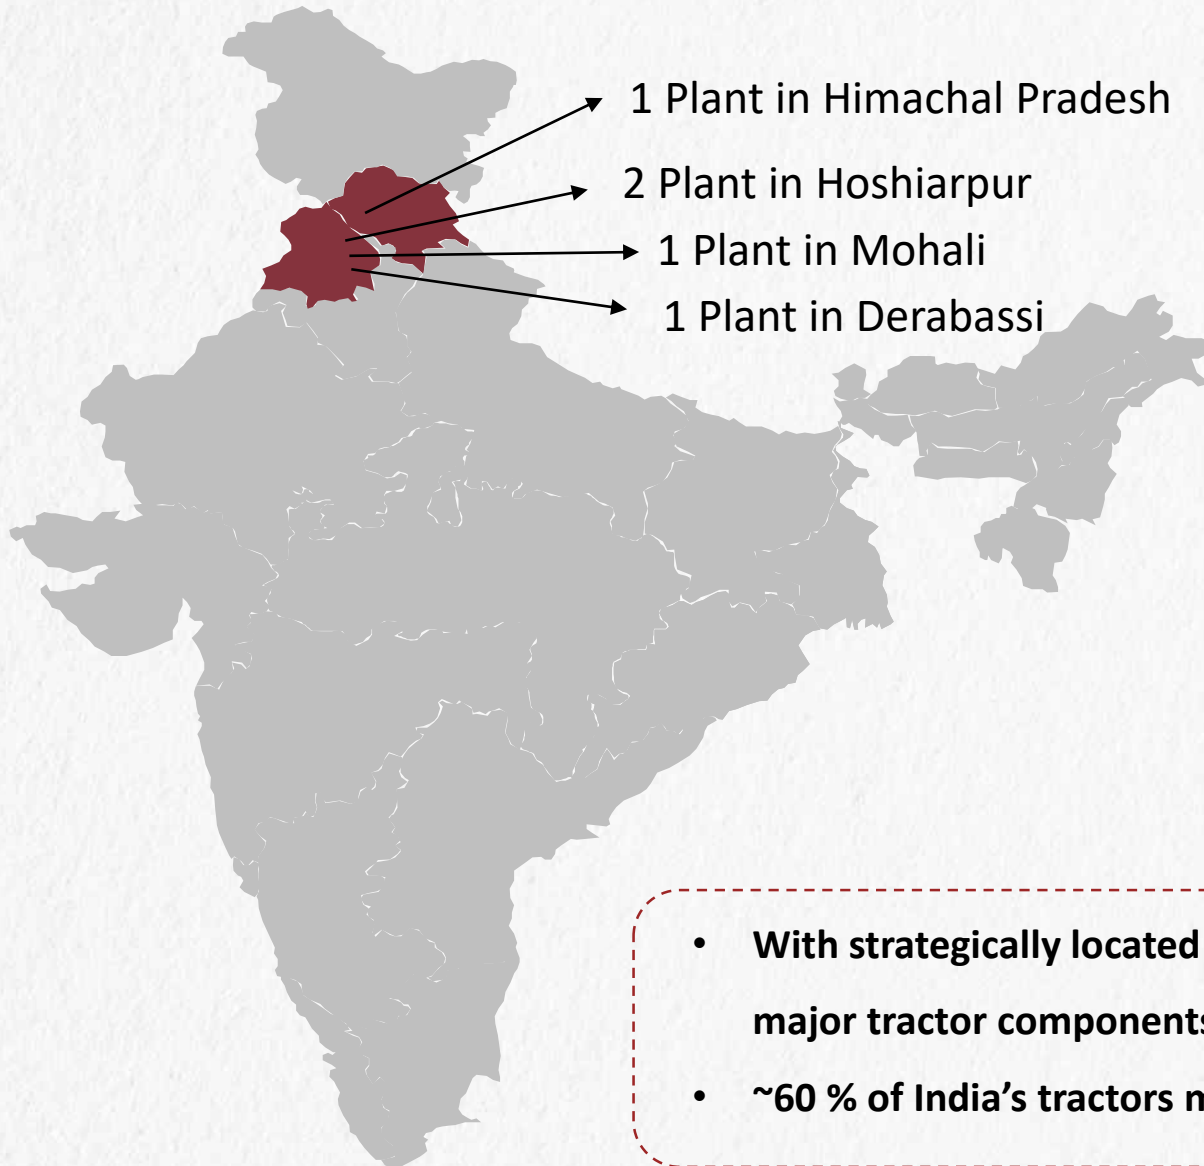 1 Plant in Himachal Pradesh
2 Plant in Hoshiarpur
1 Plant in Mohali
1 Plant in Derabassi
• With strategically located
major tractor components
• ~60 % of India’s tractors